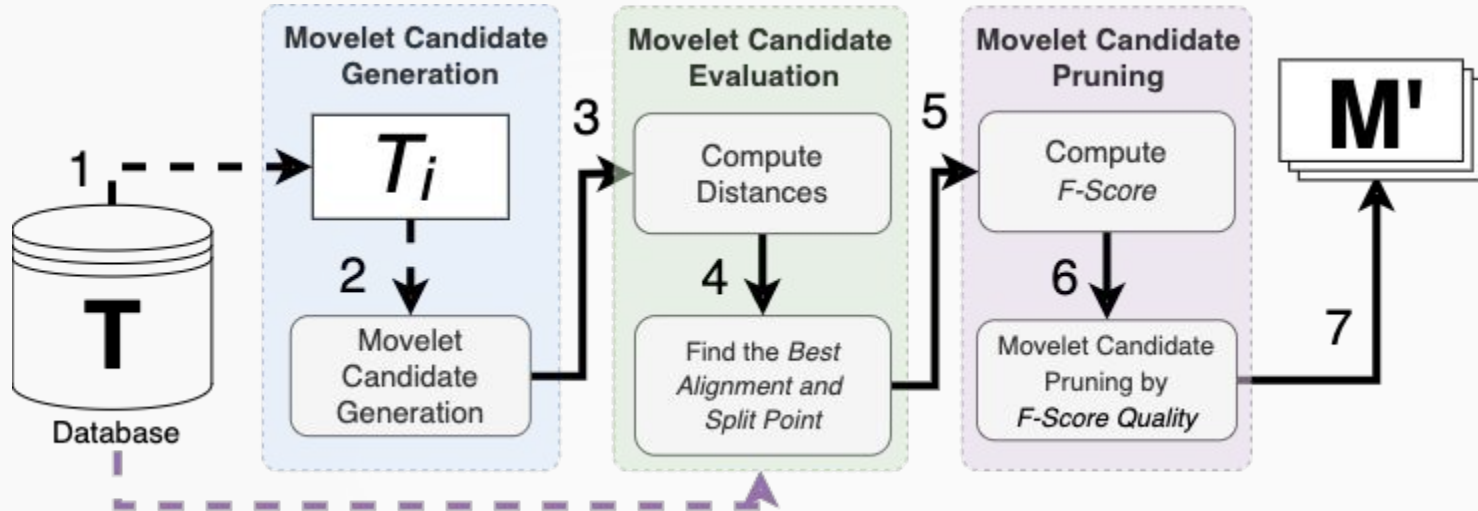 1
T
Database
Movelet Candidate
Generation
Ti
2
Movelet
Candidate
Generation
3
Movelet Candidate
Evaluation
Compute
Distances
4
Find the Best
Alignment and
Split Point
5
Movelet Candidate
Pruning
Compute
F-Score
6
Movelet Candidate
Pruning by
F-Score Quality
7
M'